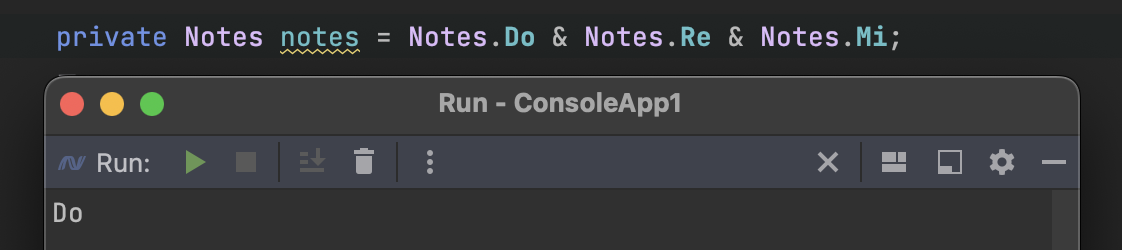 private Notes notes = Notes.Do & Notes.Re & Notes.Mi;
Run - ConsoleApp1
Run:
Do